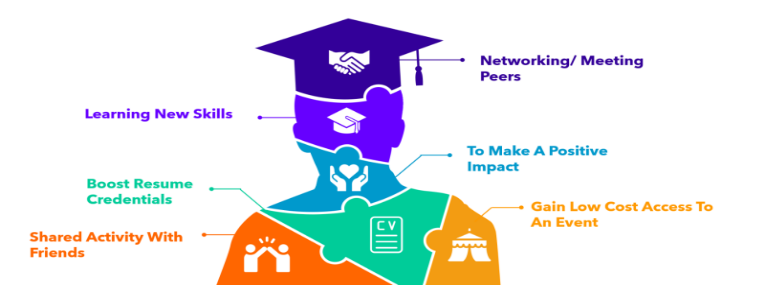 Networking/ Meeting
Peers
Learning New Skills
To Make A Positive
Impact
Boost Resume
Credentials
Gain Low Cost Access To
An Event
Shared Activity With
Friends
CV